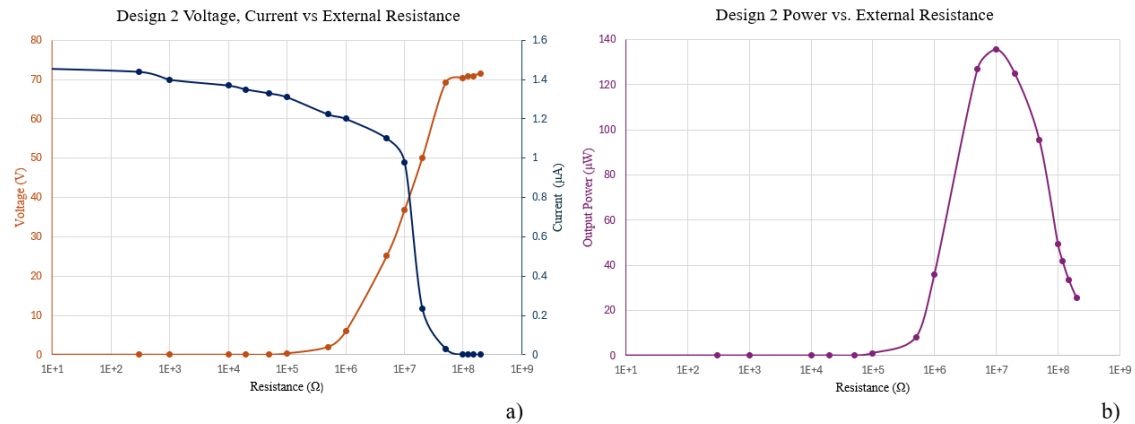 Design 2 Voltage, Current vs External Resistance
80
70
60
50
40
30
20
10
0
Voltage (V)
1.6
1.4
1.2
1
0.8
0.6
0.4
0.2
0
Current (µA)
1E+1 1E+2 1E+3 1E+4 1E+5 1E+6 1E+7 1E+8 1E+9
Resistance (Ω)
a)
Design 2 Power vs. External Resistance
140
120
100
80
60
40
20
0
Output Power (µW)
1E+1 1E+2 1E+3 1E+4 1E+5 1E+6 1E+7 1E+8 1E+9
Resistance (Ω)
b)